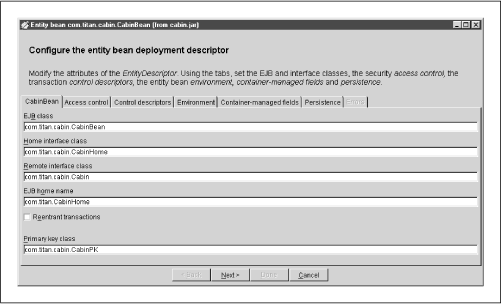 Entity bean com.titan.cabin.CabinBean (from cabin.jar)
Configure the entity bean deployment descriptor
Modify the attributes of the EntityDescriptor. Using the tabs, set the EJB and interface classes, the security access control, the
transaction control descriptors, the entity bean environment, container-managed fields and persistence.
CabinBean Access control Control descriptors Environment Container-managed fields Persistence Errors
EJB class
com.titan.cabin.CabinBean
Home interface class
com.titan.cabin.CabinHome
Remote interface class
com.titan.cabin.Cabin
EJB home name
com.titan.CabinHome
Reentrant transactions
Primary key class
com.titan.cabin.CabinPK
< Back Next > Done Cancel